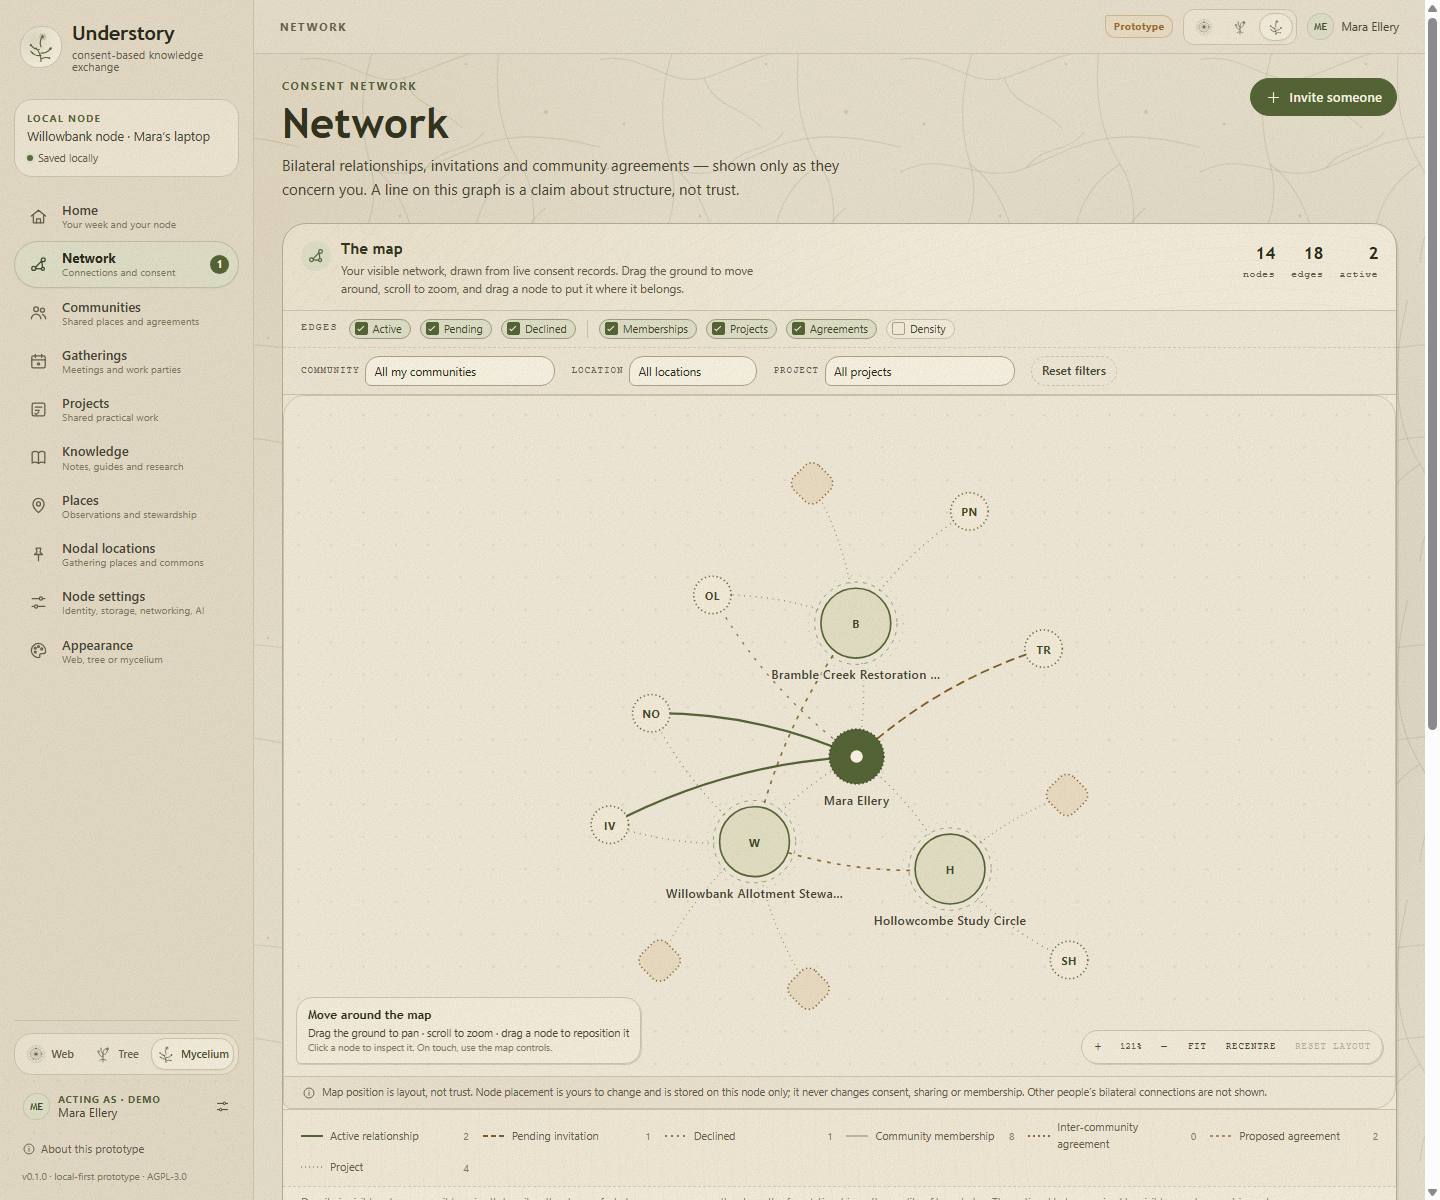 Understory
consent-based knowledge
exchange
LOCAL NODE
Willowbank node · Mara's laptop
Saved locally
Home
Your week and your node
Network
Connections and consent
1
Communities
Shared places and agreements
Gatherings
Meetings and work parties
Projects
Shared practical work
Knowledge
Notes, guides and research
Places
Observations and stewardship
Nodal locations
Gathering places and commons
Node settings
Identity, storage, networking, AI
Appearance
Web, tree or mycelium
Web
Tree
Mycelium
ME
ACTING AS · DEMO
Mara Ellery
About this prototype
v0.1.0 · local-first prototype · AGPL-3.0
NETWORK
Prototype
ME
Mara Ellery
CONSENT NETWORK
Network
Bilateral relationships, invitations and community agreements — shown only as they
concern you. A line on this graph is a claim about structure, not trust.
+ Invite someone
The map
Your visible network, drawn from live consent records. Drag the ground to move
around, scroll to zoom, and drag a node to put it where it belongs.
14 18 2
nodes edges active
EDGES Active Pending Declined Memberships Projects Agreements Density
COMMUNITY All my communities LOCATION All locations PROJECT All projects Reset filters
PN
OL
B
TR
Bramble Creek Restoration ...
NO
Mara Ellery
IV
W
H
Willowbank Allotment Stewa...
Hollowcombe Study Circle
SH
Move around the map
Drag the ground to pan · scroll to zoom · drag a node to reposition it
Click a node to inspect it. On touch, use the map controls.
+ 121% − FIT RECENTRE RESET LAYOUT
Map position is layout, not trust. Node placement is yours to change and is stored on this node only; it never changes consent, sharing or membership. Other people's bilateral connections are not shown.
Active relationship 2
Pending invitation 1
Declined 1
Community membership 8
Inter-community
agreement 0
Proposed agreement 2
Project 4